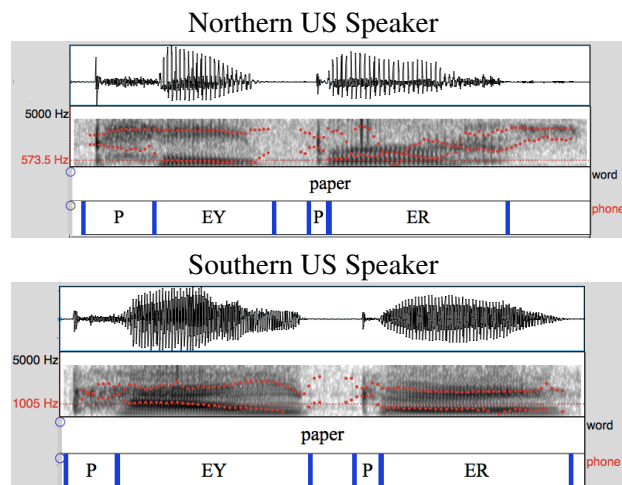 Northern US Speaker
5000 Hz
573.5 Hz
paper
word
P EY P ER
phone
Southern US Speaker
5000 Hz
1005 Hz
paper
word
P EY P ER
phone